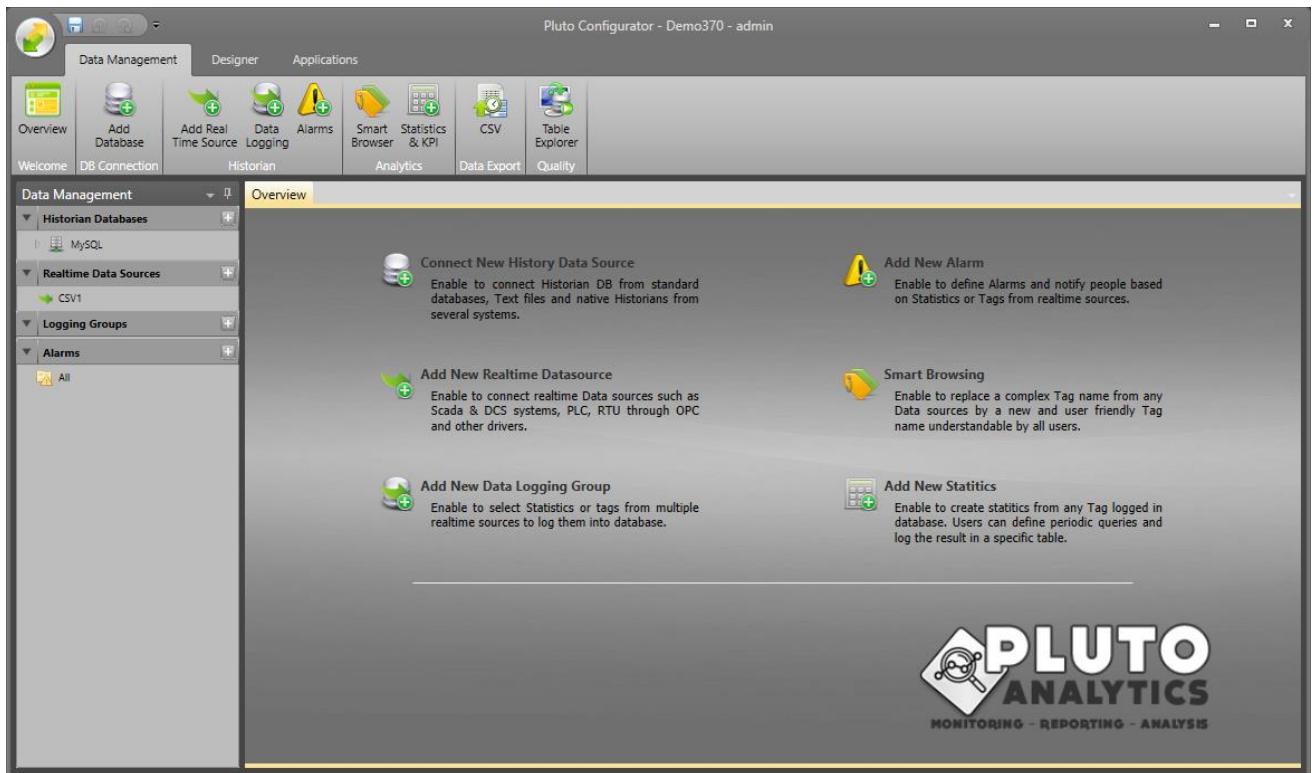 Pluto Configurator - Demo370 - admin
Data Management Designer Applications
Overview
Add Database
Add Real Time Source
Data Logging
Alarms
Smart Browser
Statistics & KPI
CSV
Table Explorer
Welcome DB Connection Historian Analytics Data Export Quality
Data Management
Historian Databases
MySQL
Realtime Data Sources
CSV1
Logging Groups
Alarms
All
Overview
Connect New History Data Source
Enable to connect Historian DB from standard
databases, Text files and native Historians from
several systems.
Add New Alarm
Enable to define Alarms and notify people based
on Statistics or Tags from realtime sources.
Add New Realtime Datasource
Enable to connect realtime Data sources such as
Scada & DCS systems, PLC, RTU through OPC
and other drivers.
Smart Browsing
Enable to replace a complex Tag name from any
Data sources by a new and user friendly Tag
name understandable by all users.
Add New Data Logging Group
Enable to select Statistics or tags from multiple
realtime sources to log them into database.
Add New Statitics
Enable to create statitics from any Tag logged in
database. Users can define periodic queries and
log the result in a specific table.
PLUTO
ANALYTICS
MONITORING - REPORTING - ANALYSIS